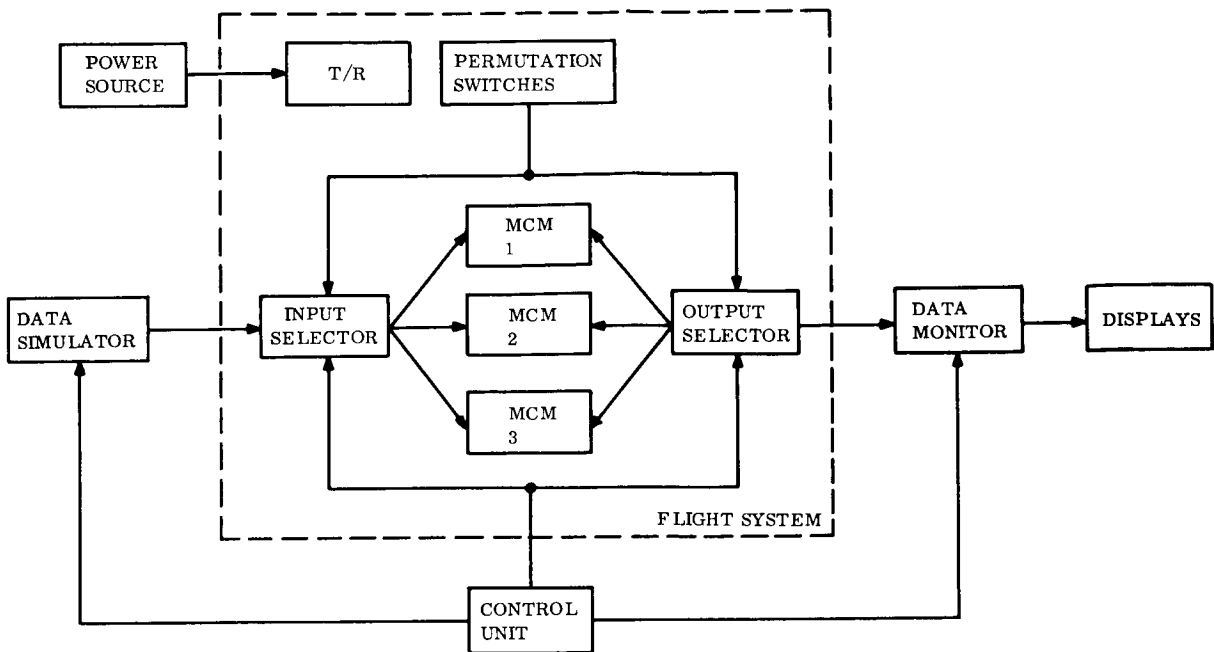 POWER
SOURCE
T/R
PERMUTATION
SWITCHES
MCM
1
DATA
SIMULATOR
INPUT
SELECTOR
MCM
2
OUTPUT
SELECTOR
DATA
MONITOR
DISPLAYS
MCM
3
FLIGHT SYSTEM
CONTROL
UNIT